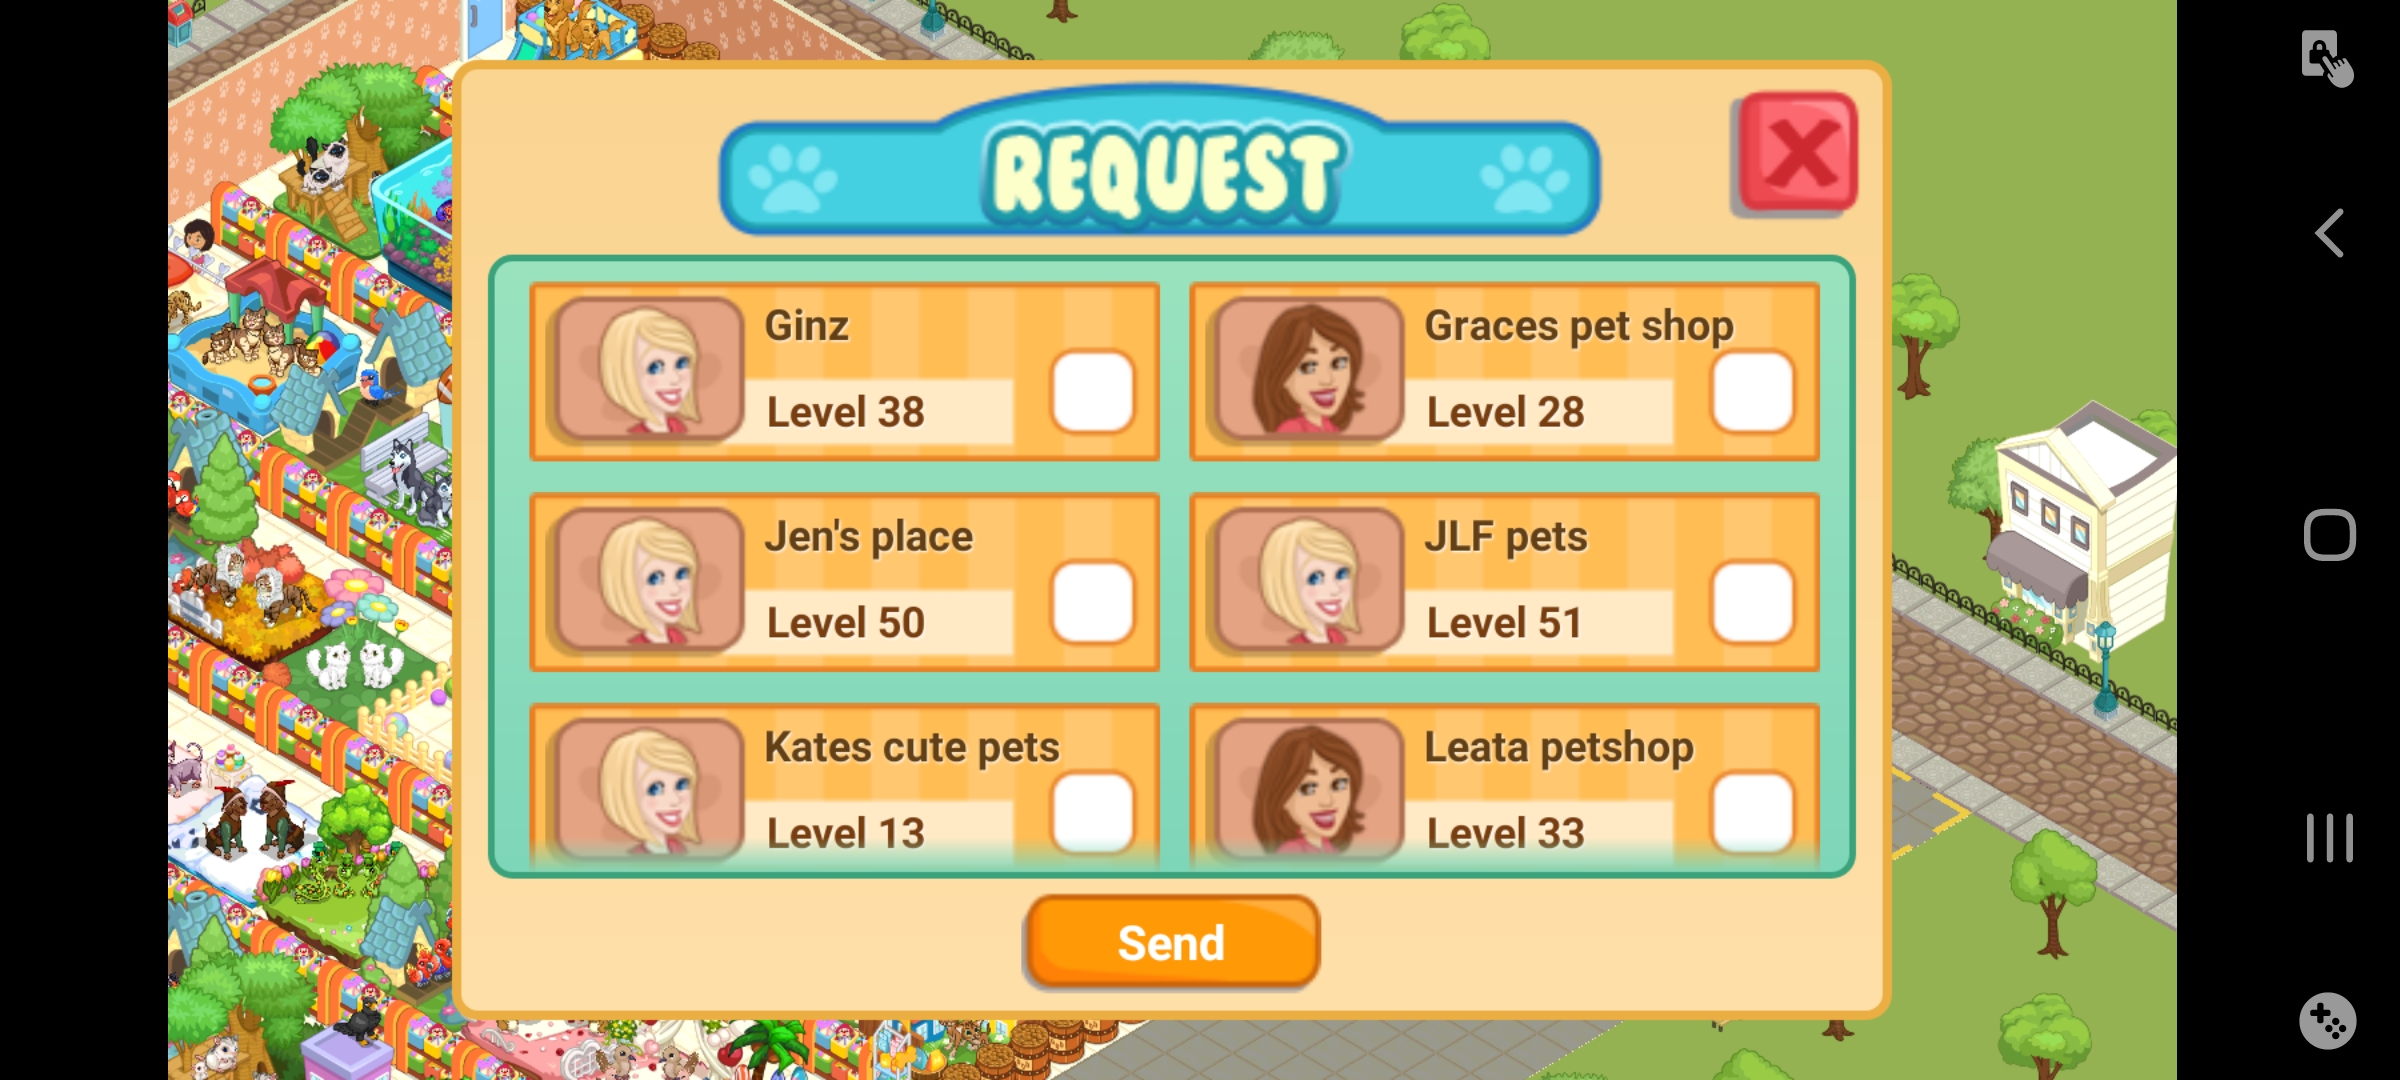 REQUEST
Ginz
Level 38
Graces pet shop
Level 28
Jen's place
Level 50
JLF pets
Level 51
Kates cute pets
Level 13
Leata petshop
Level 33
Send